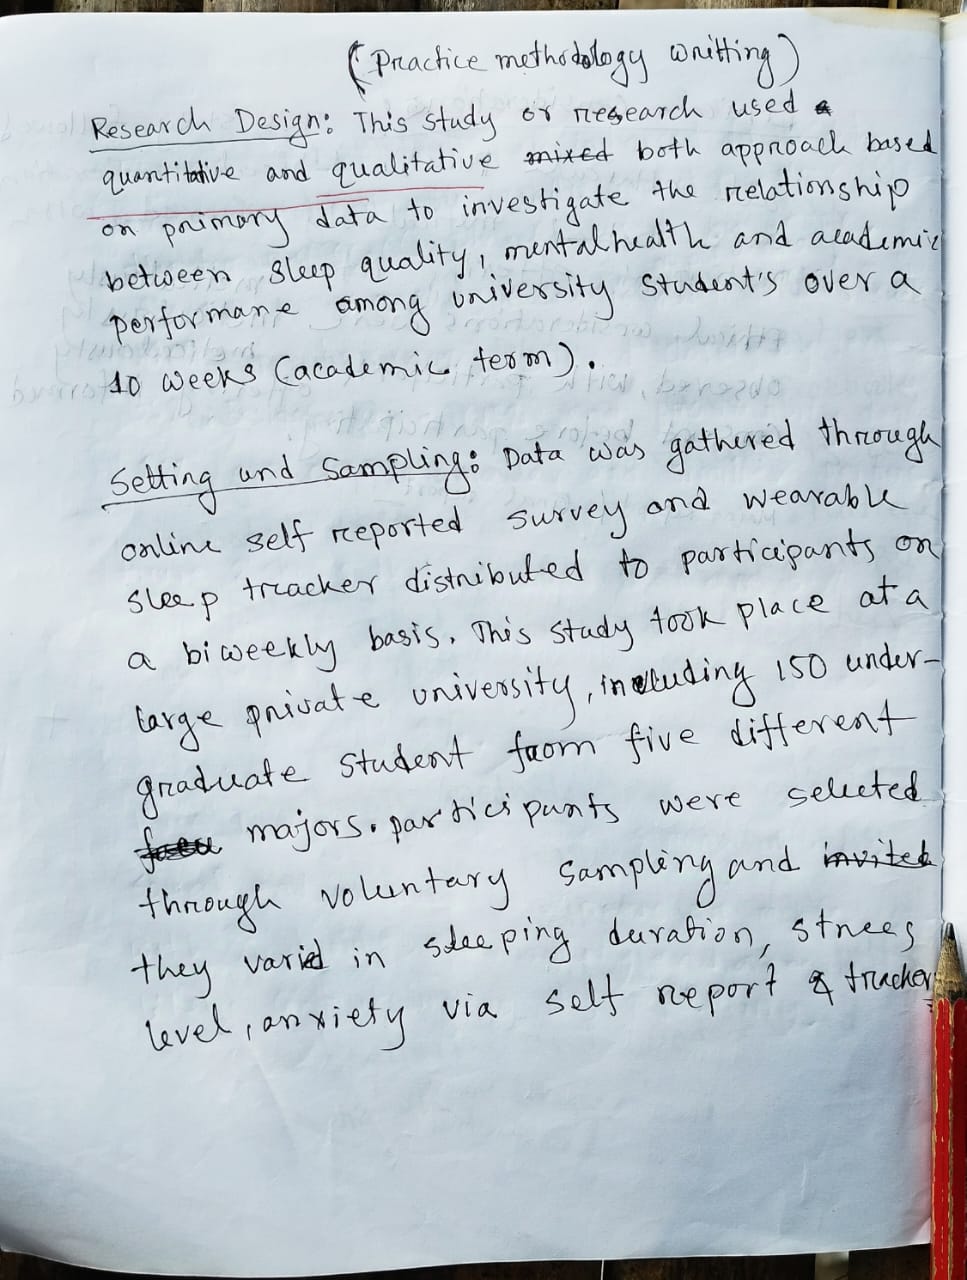 (Practice methodology writting)
Research Design: This study or research used a
quantitative and qualitative mixed both approach based
on primary data to investigate the relationship
between sleep quality, mental health and academic
performane among university student's over a
10 weeks (academic term).
Setting and Sampling: Data was gathered through
online self reported survey and wearable
sleep tracker distributed to participants on
a biweekly basis. This study took place at a
large private university, including 150 under-
graduate student from five different
majors. participants were selected
through voluntary sampling and invited
they varied in sleeping duration, strees
level, anxiety via self report & tracker